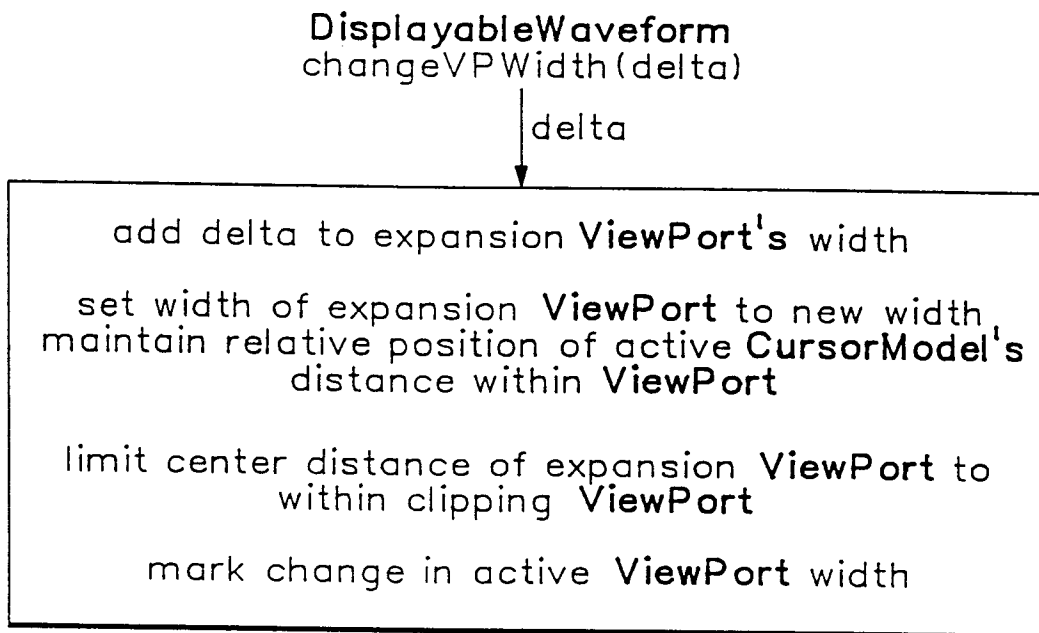 DisplayableWaveform
changeVPWidth(delta)
delta
add delta to expansion ViewPort's width
set width of expansion ViewPort to new width
maintain relative position of active CursorModel's
distance within ViewPort
limit center distance of expansion ViewPort to
within clipping ViewPort
mark change in active ViewPort width